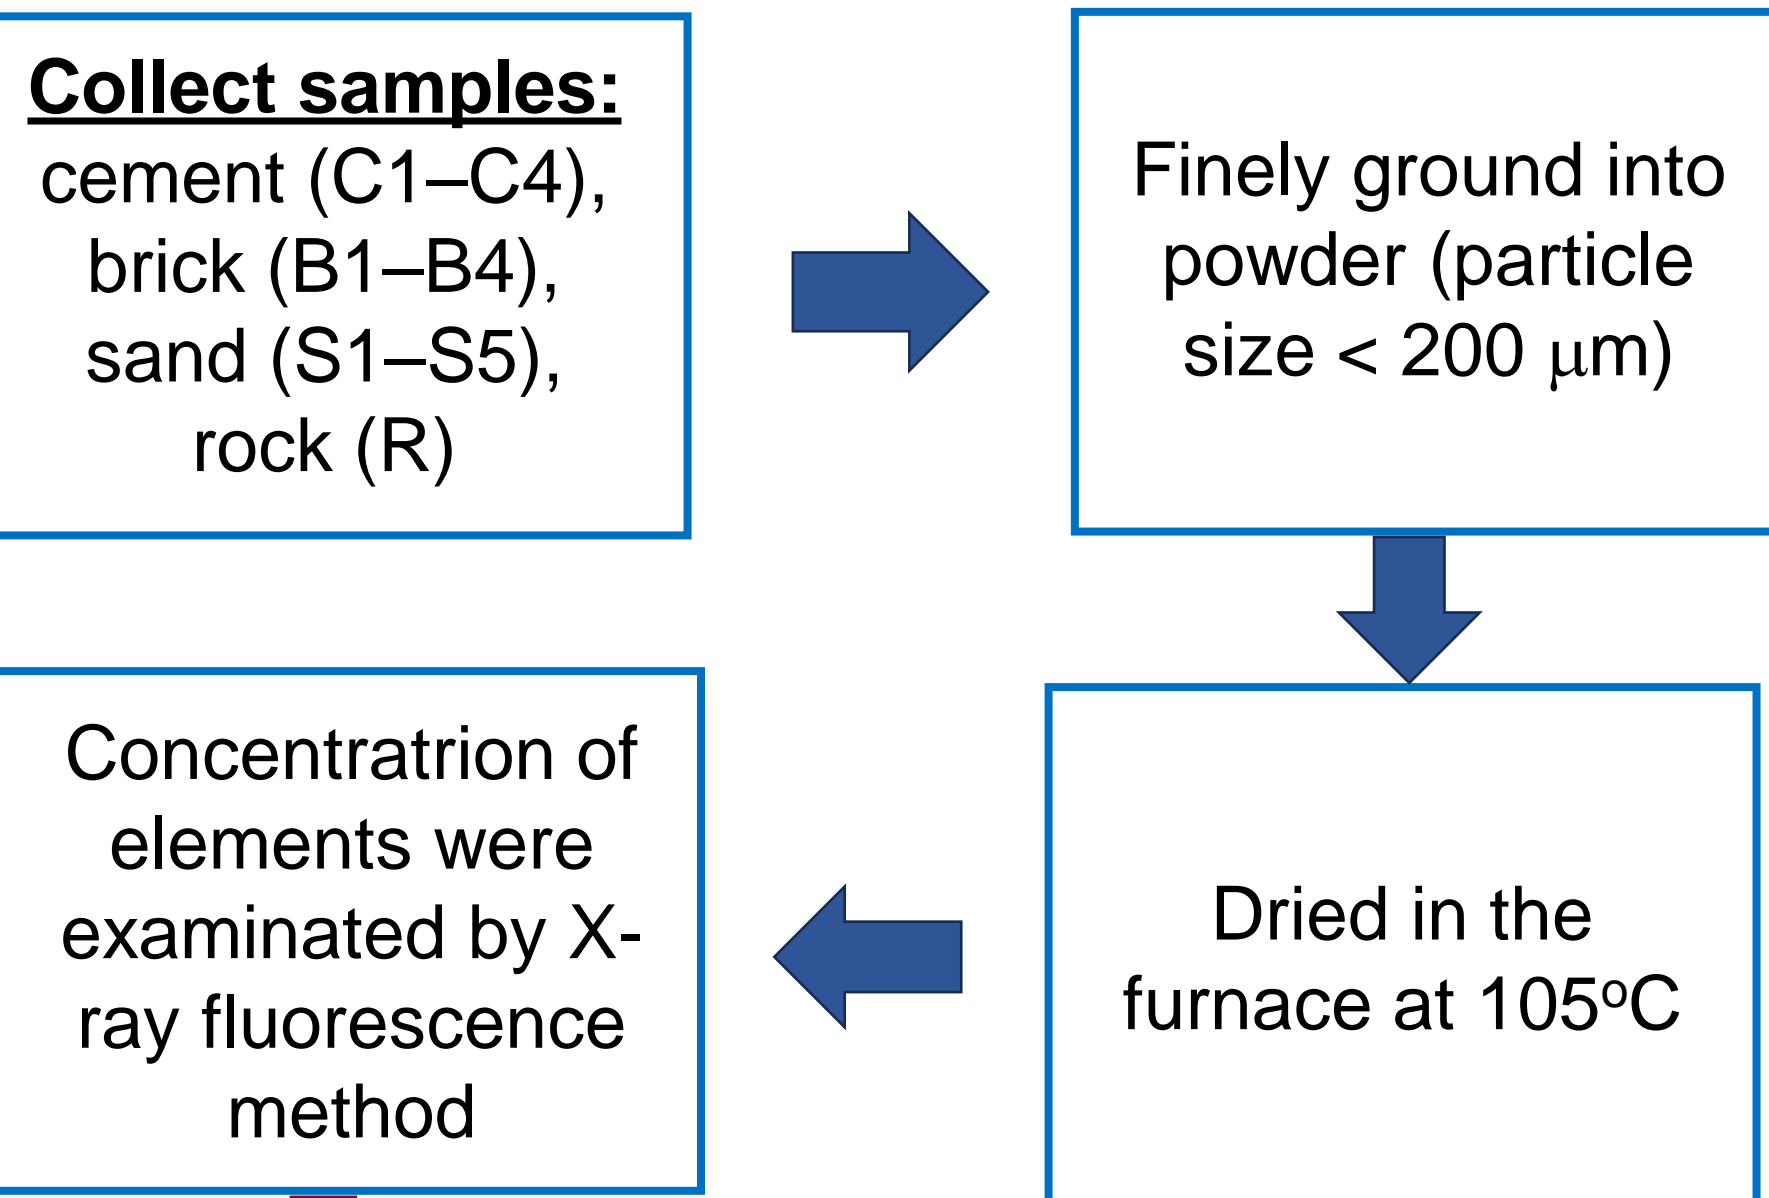 Collect samples:
cement (C1–C4),
brick (B1–B4),
sand (S1–S5),
rock (R)
Finely ground into
powder (particle
size < 200 μm)
Dried in the
furnace at 105ºC
Concentratrion of
elements were
examinated by X-
ray fluorescence
method